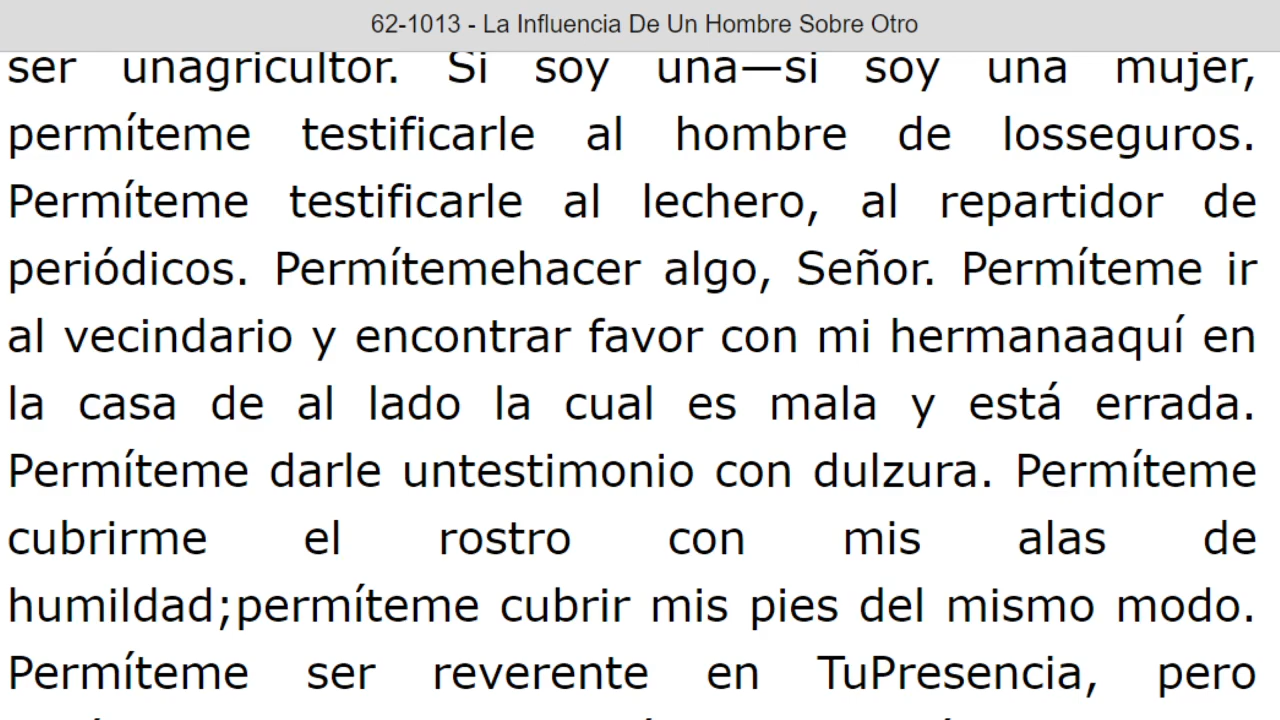 62-1013 - La Influencia De Un Hombre Sobre Otro
ser unagricultor. Si soy una—si soy una mujer,
permíteme testificarle al hombre de losseguros.
Permíteme testificarle al lechero, al repartidor de
periódicos. Permítemehacer algo, Señor. Permíteme ir
al vecindario y encontrar favor con mi hermanaaquí en
la casa de al lado la cual es mala y está errada.
Permíteme darle untestimonio con dulzura. Permíteme
cubrirme el rostro con mis alas de
humildad;permíteme cubrir mis pies del mismo modo.
Permíteme ser reverente en TuPresencia, pero